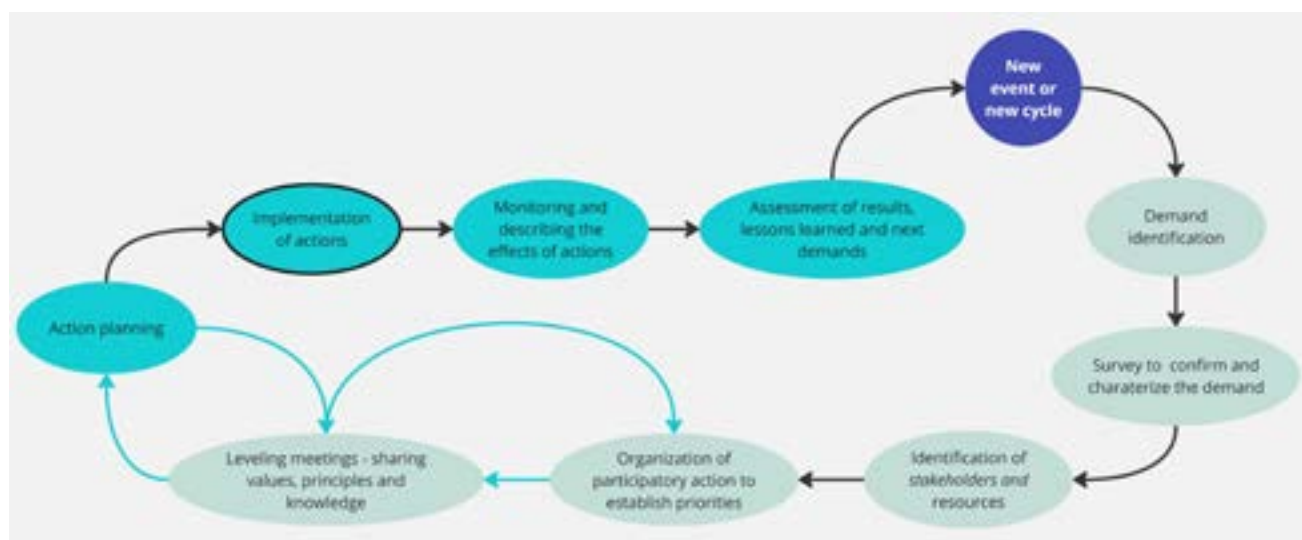 New
event or
new cycle
Implementation
of actions
Monitoring and
describing the
effects of actions
Assessment of results,
lessons learned and next
demands
Demand
identification
Action planning
Survey to confirm and
charaterize the demand
Leveling meetings - sharing
values, principles and
knowledge
Organization of
participatory action to
establish priorities
Identification of
stakeholders and
resources